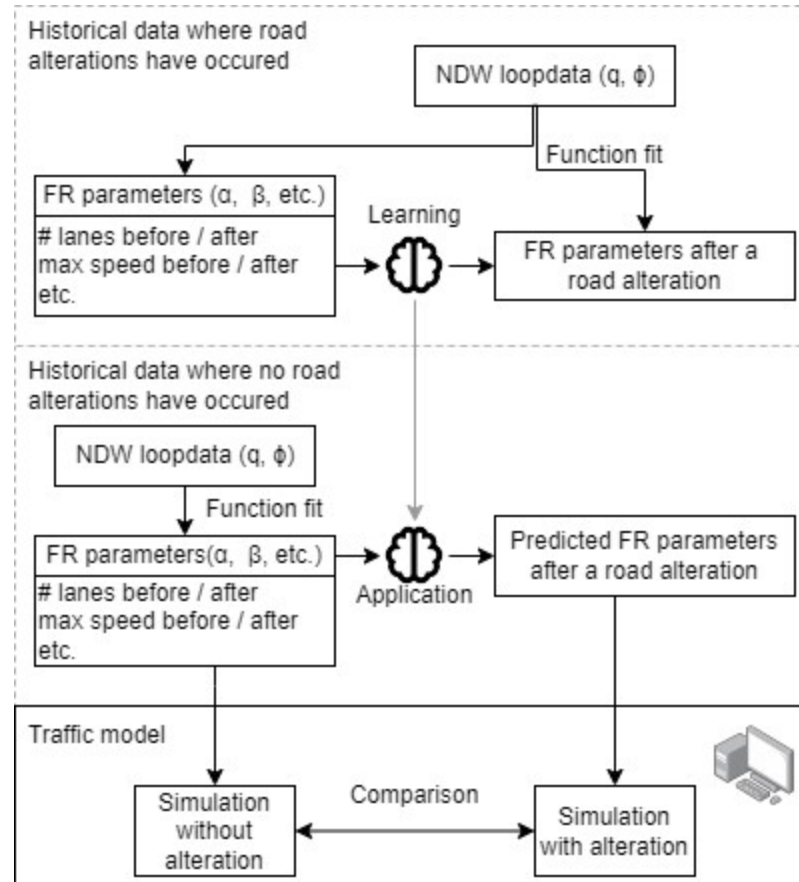 Historical data where road
alterations have occured
NDW loopdata (q, ϕ)
Function fit
FR parameters (α, β, etc.)
# lanes before / after
max speed before / after
etc.
Learning
FR parameters after a
road alteration
Historical data where no road
alterations have occured
NDW loopdata (q, ϕ)
Function fit
FR parameters(α, β, etc.)
# lanes before / after
max speed before / after
etc.
Application
Predicted FR parameters
after a road alteration
Traffic model
Simulation
without
alteration
Comparison
Simulation
with alteration